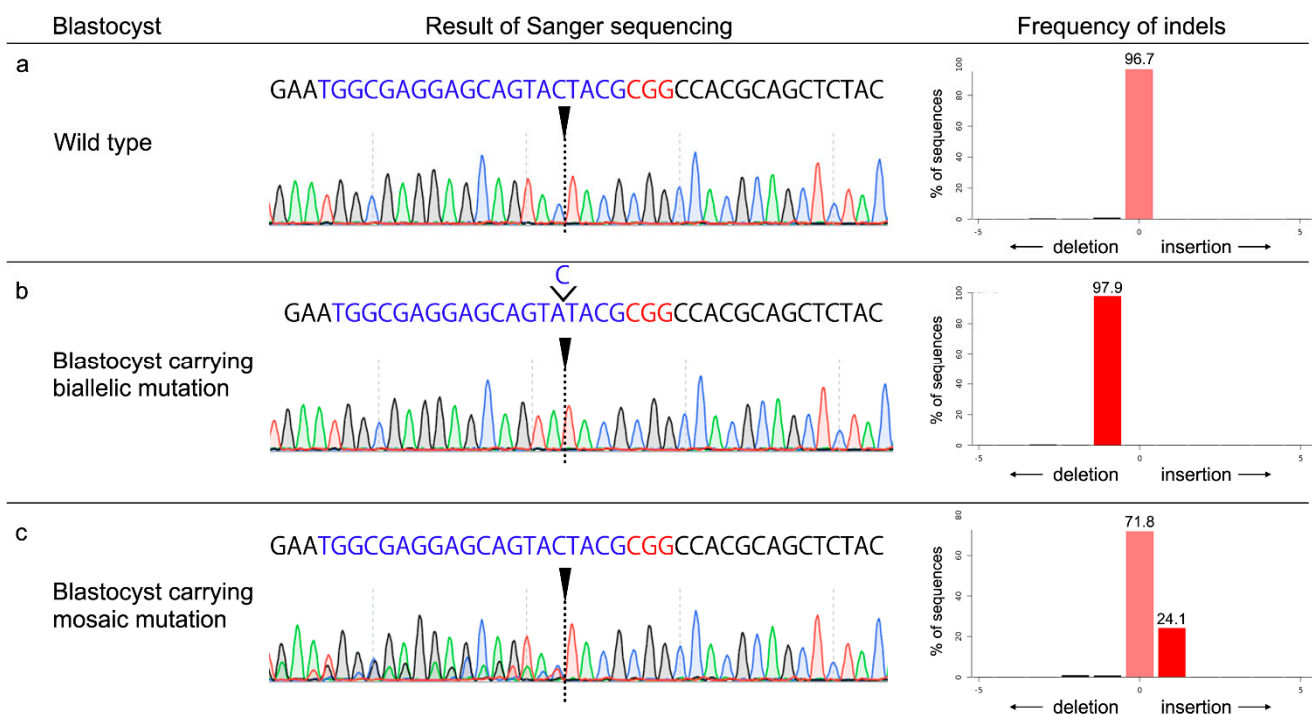 Blastocyst Result of Sanger sequencing Frequency of indels
a
GAATGGCGAGGAGCAGTACTACGCGGCCACGCAGCTCTAC
Wild type
96.7
% of sequences
100
80
60
40
20
0
-5 0 5
deletion insertion
b
C
GAATGGCGAGGAGCAGTATACGCGGCCACGCAGCTCTAC
Blastocyst carrying
biallelic mutation
97.9
% of sequences
100
80
60
40
20
0
-5 0 5
deletion insertion
c
GAATGGCGAGGAGCAGTACTACGCGGCCACGCAGCTCTAC
Blastocyst carrying
mosaic mutation
71.8
24.1
% of sequences
80
60
40
20
0
-5 0 5
deletion insertion